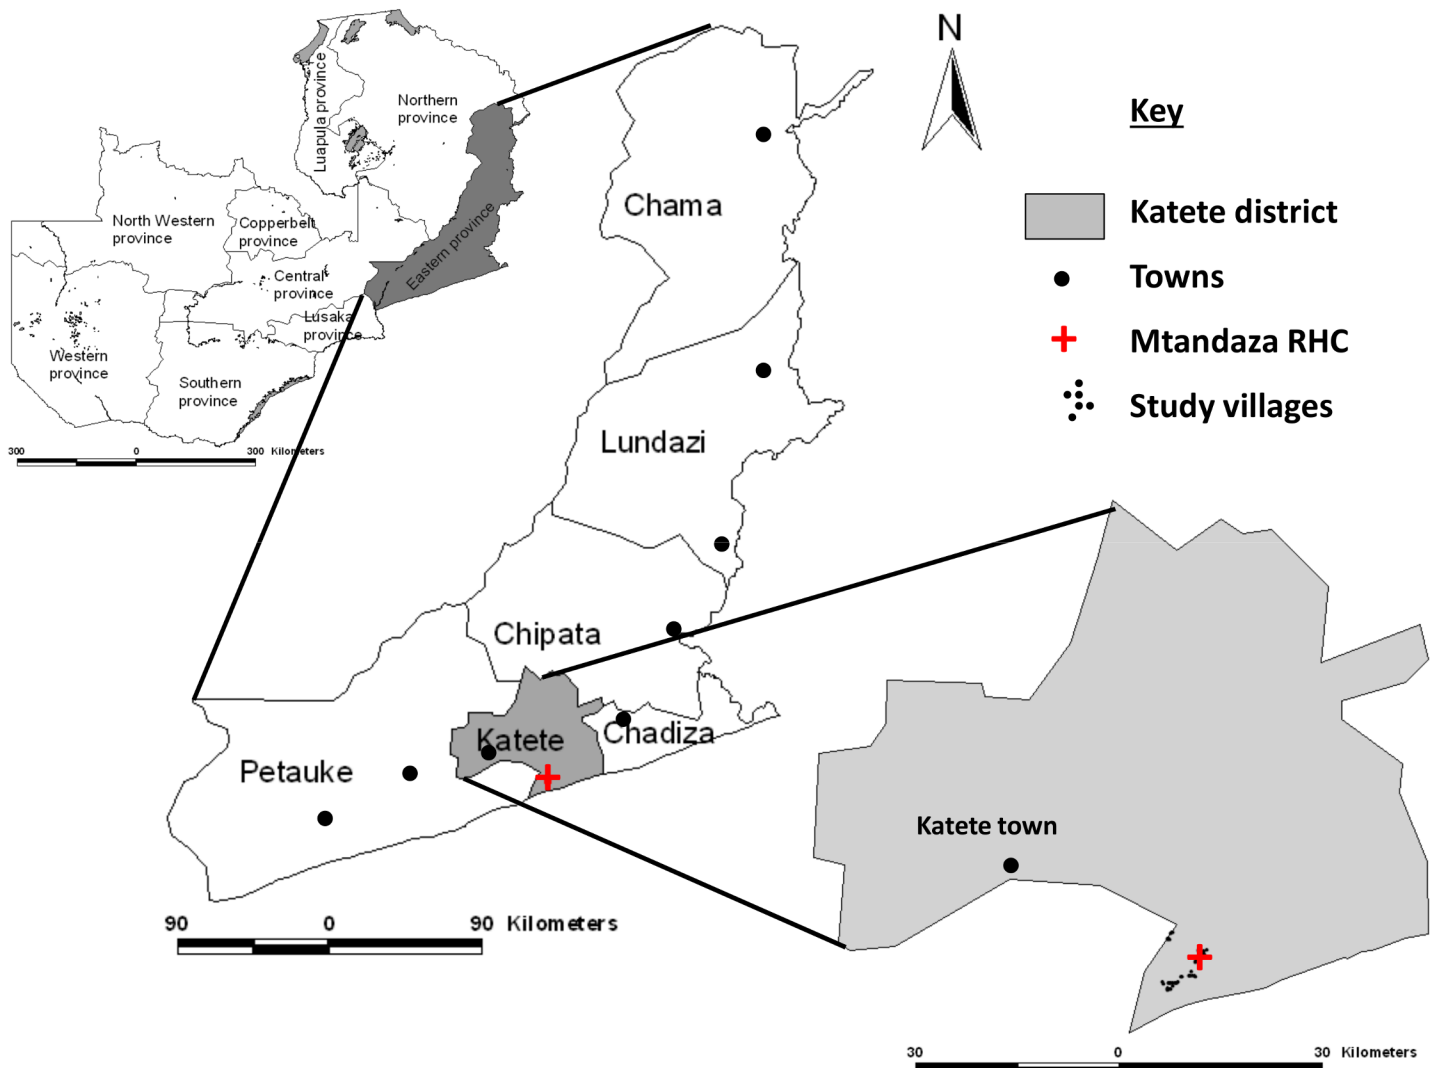 Luapula province
Northern
province
North Western
province
Copperbelt
province
Eastern province
Central
province
Lusaka
province
Western
province
Southern
province
300 0 300 Kilometers
N
Key
Katete district
Towns
Mtandaza RHC
Study villages
Chama
Lundazi
Chipata
Katete
Chadiza
Petauke
90 0 90 Kilometers
Katete town
30 0 30 Kilometers